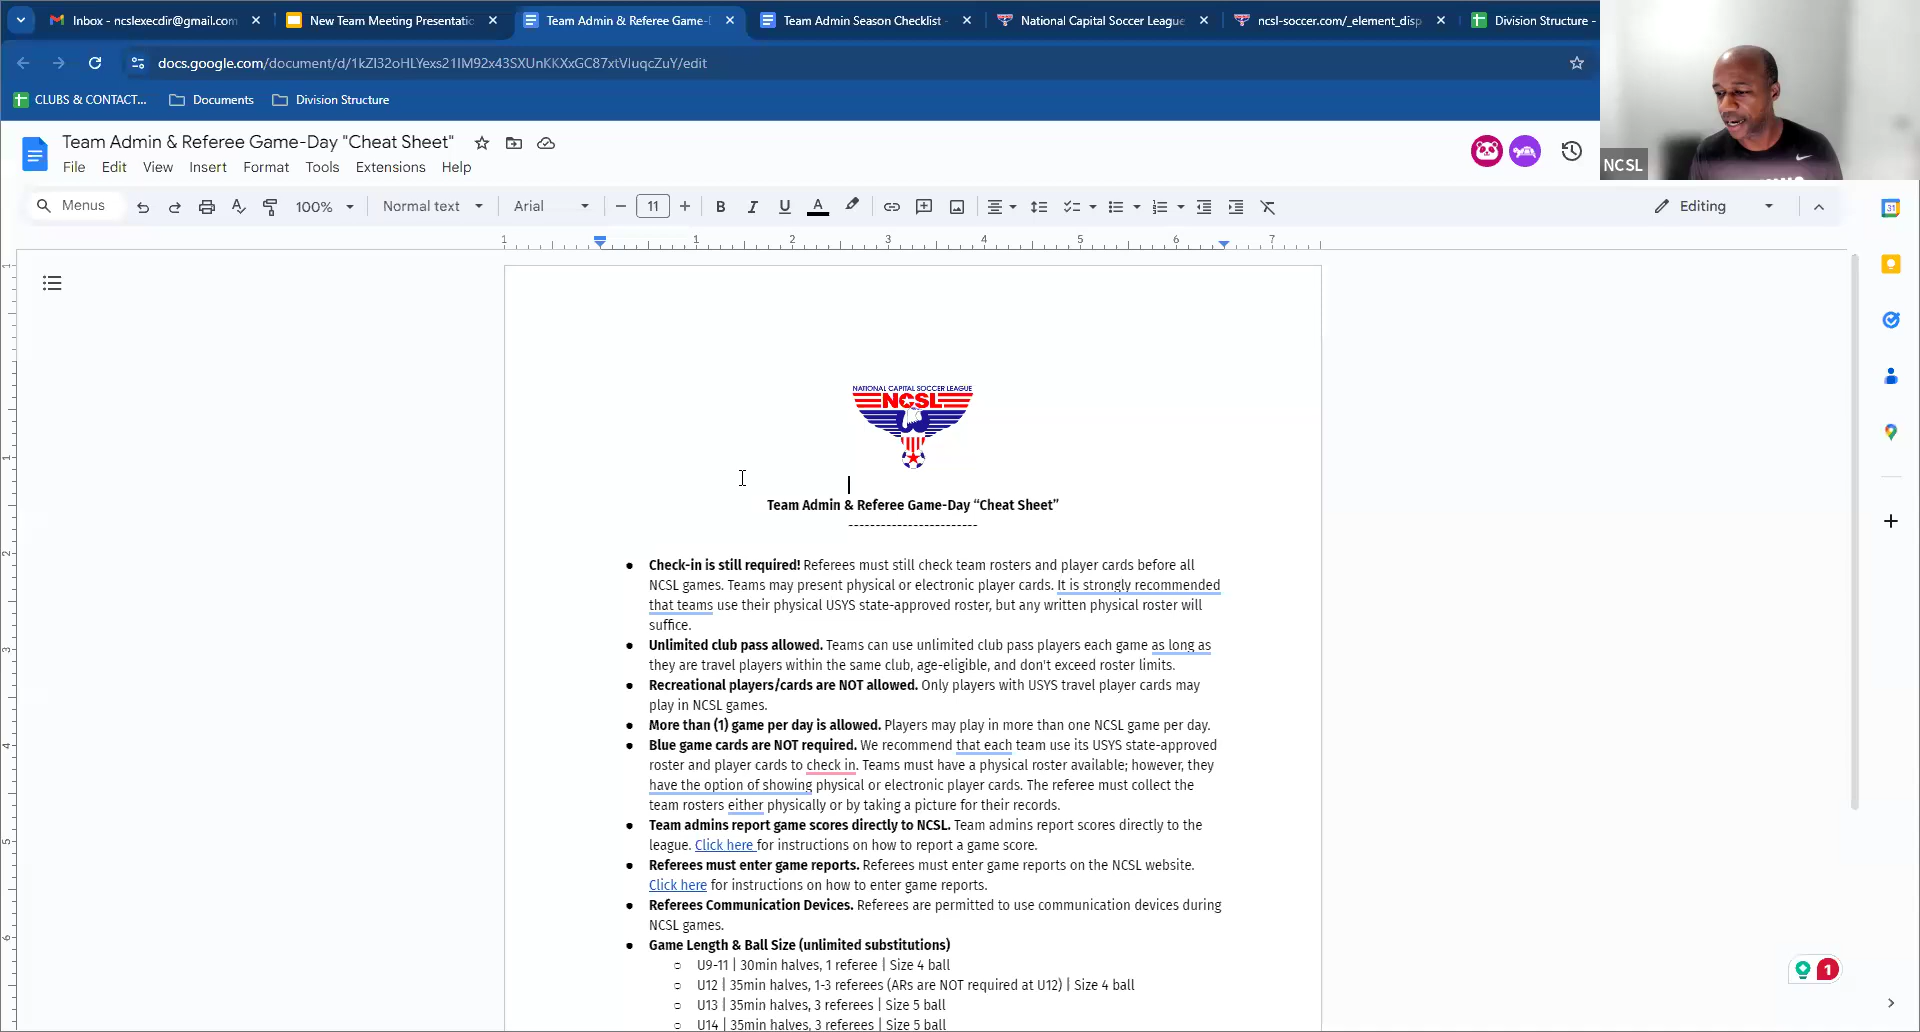 Inbox - ncslexecdir@gmail.com
New Team Meeting Presentatio
Team Admin & Referee Game-D
Team Admin Season Checklist -
National Capital Soccer League
ncsl-soccer.com/_element_disp
Division Structure -
docs.google.com/document/d/1kZI32oHLYexs21IM92x43SXUnKKXxGC87xtVIuqcZuY/edit
CLUBS & CONTACT...
Documents
Division Structure
Team Admin & Referee Game-Day "Cheat Sheet"
File Edit View Insert Format Tools Extensions Help
NCSL
Menus
100%
Normal text
Arial
11
Editing
31
1 1 2 3 4 5 6 7
NATIONAL CAPITAL SOCCER LEAGUE
NCSL
Team Admin & Referee Game-Day “Cheat Sheet”
------------------------
● Check-in is still required! Referees must still check team rosters and player cards before all
NCSL games. Teams may present physical or electronic player cards. It is strongly recommended
that teams use their physical USYS state-approved roster, but any written physical roster will
suffice.
● Unlimited club pass allowed. Teams can use unlimited club pass players each game as long as
they are travel players within the same club, age-eligible, and don't exceed roster limits.
● Recreational players/cards are NOT allowed. Only players with USYS travel player cards may
play in NCSL games.
● More than (1) game per day is allowed. Players may play in more than one NCSL game per day.
● Blue game cards are NOT required. We recommend that each team use its USYS state-approved
roster and player cards to check in. Teams must have a physical roster available; however, they
have the option of showing physical or electronic player cards. The referee must collect the
team rosters either physically or by taking a picture for their records.
● Team admins report game scores directly to NCSL. Team admins report scores directly to the
league. Click here for instructions on how to report a game score.
● Referees must enter game reports. Referees must enter game reports on the NCSL website.
Click here for instructions on how to enter game reports.
● Referees Communication Devices. Referees are permitted to use communication devices during
NCSL games.
● Game Length & Ball Size (unlimited substitutions)
○ U9-11 | 30min halves, 1 referee | Size 4 ball
○ U12 | 35min halves, 1-3 referees (ARs are NOT required at U12) | Size 4 ball
○ U13 | 35min halves, 3 referees | Size 5 ball
○ U14 | 35min halves, 3 referees | Size 5 ball
1